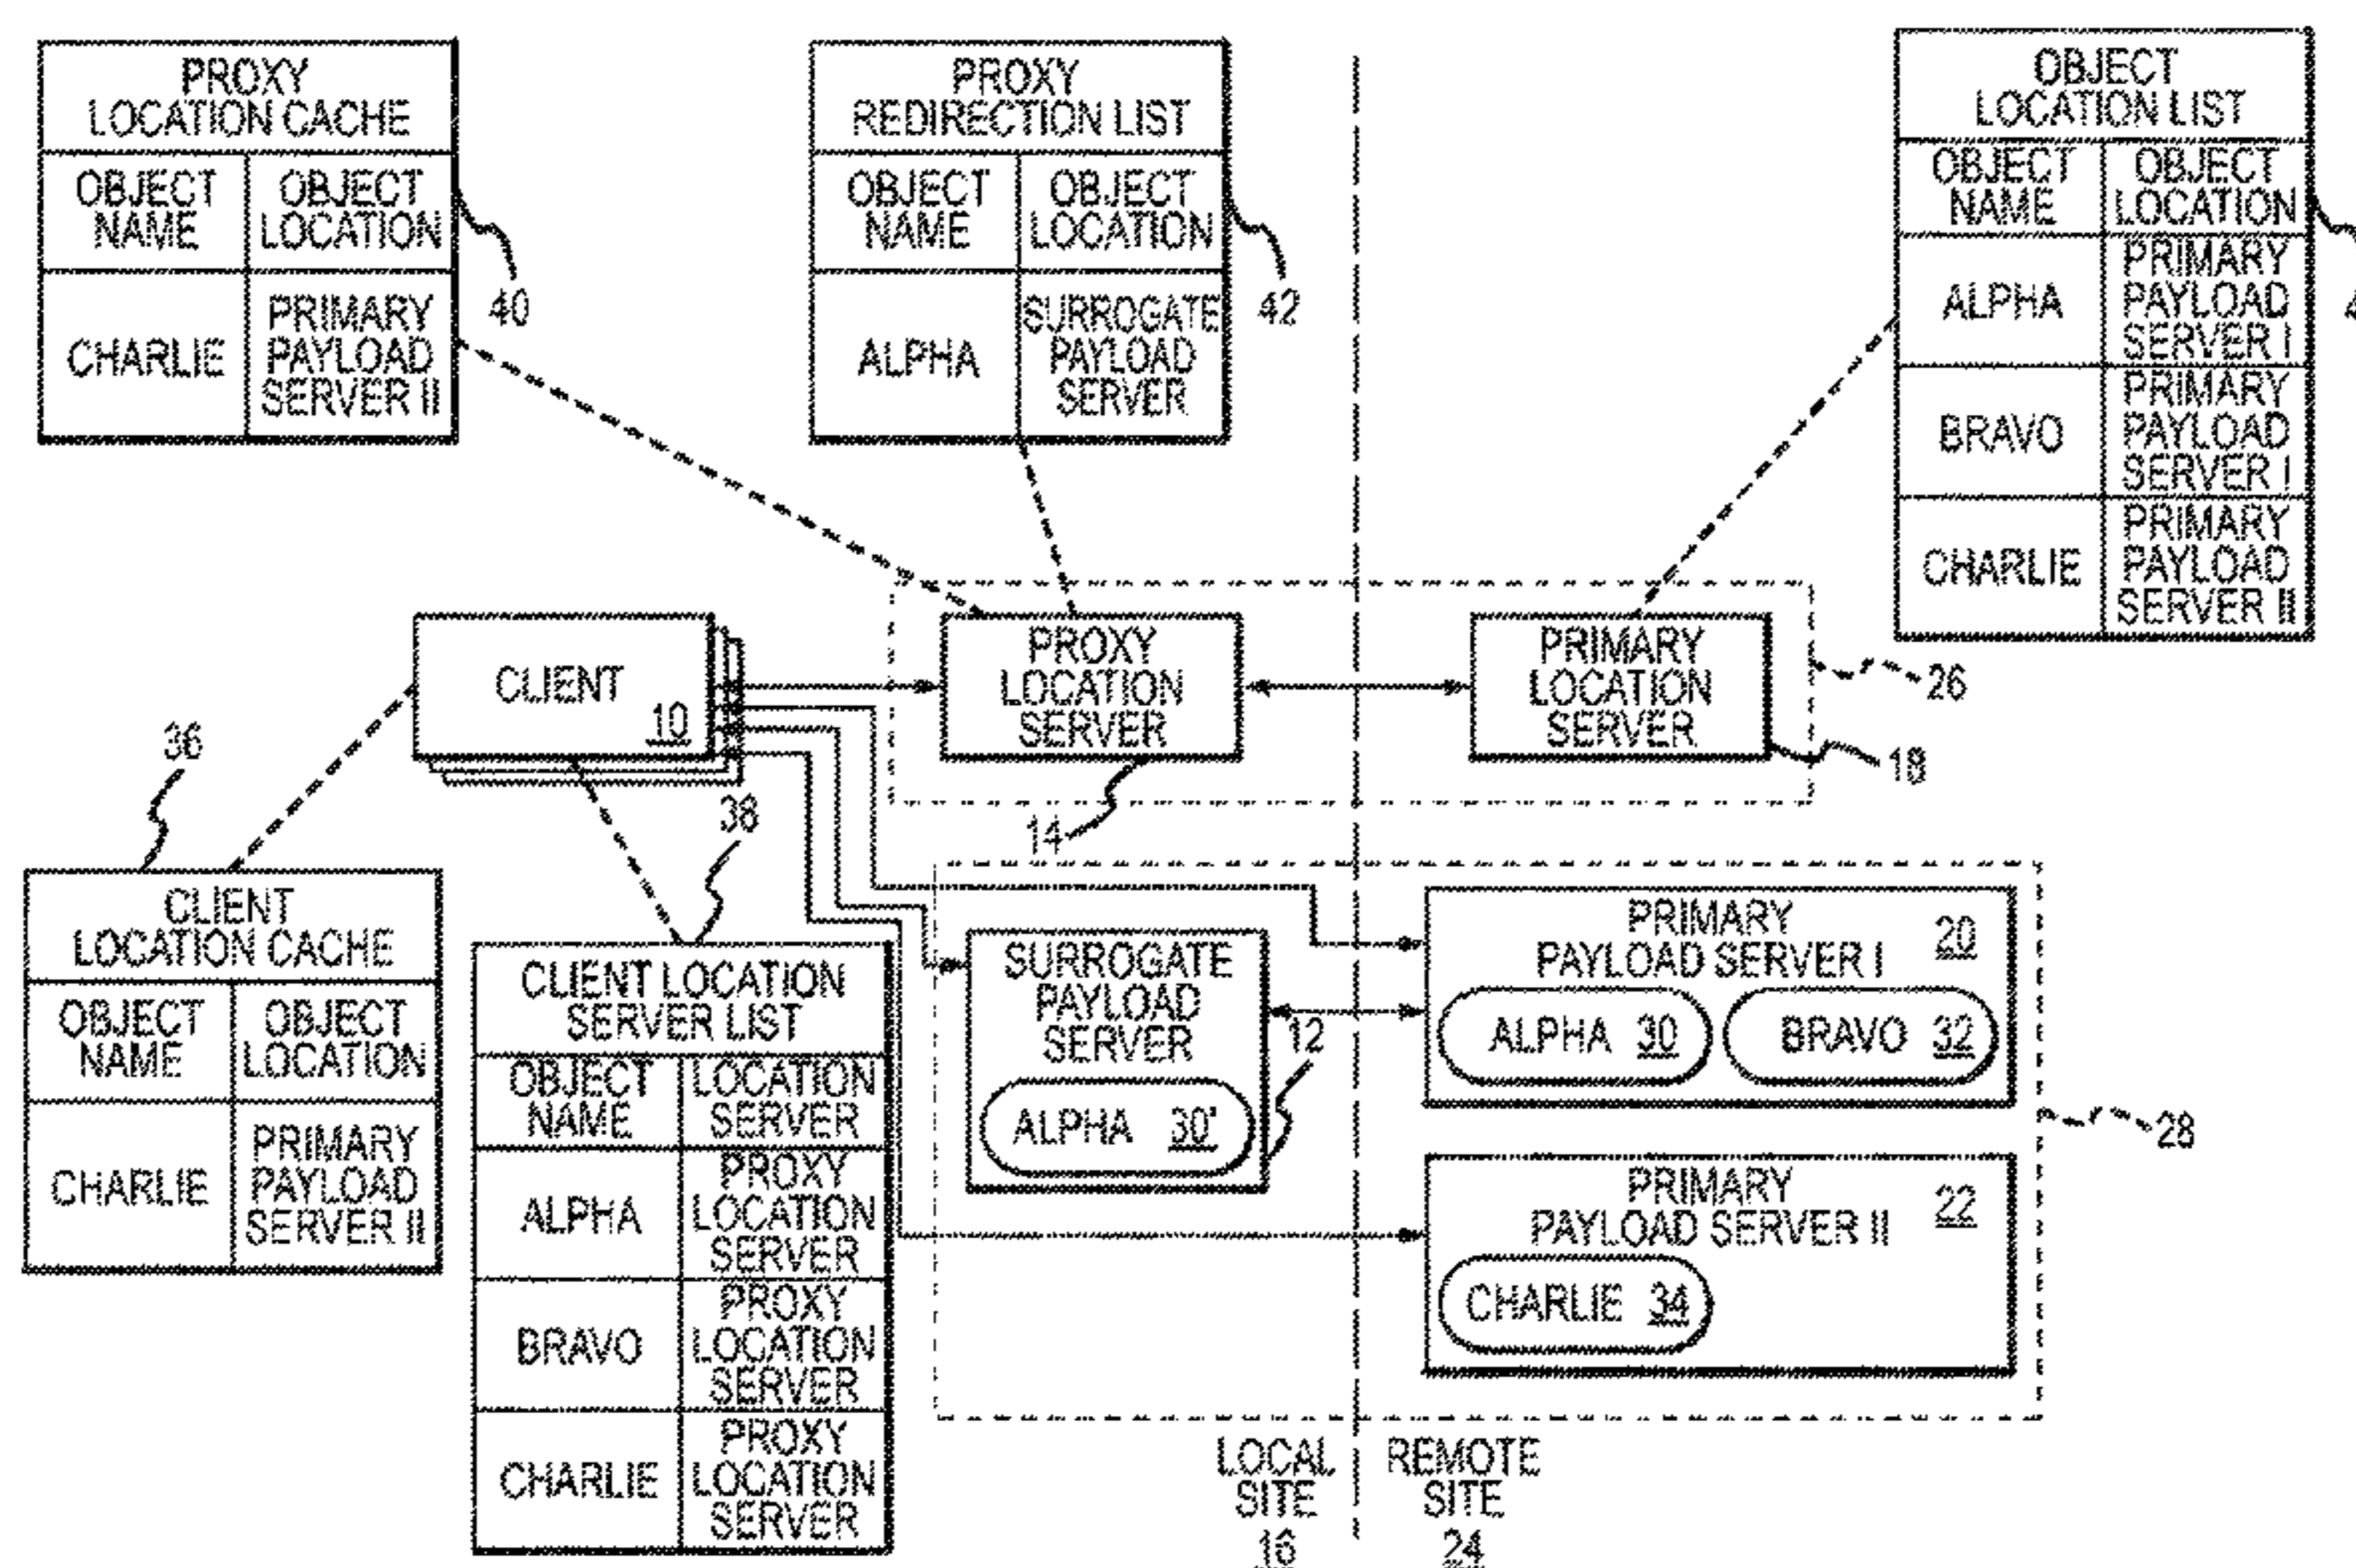 PROXY
LOCATION CACHE
OBJECT
NAME
OBJECT
LOCATION
CHARLIE
PRIMARY
PAYLOAD
SERVER II
40
PROXY
REDIRECTION LIST
OBJECT
NAME
OBJECT
LOCATION
ALPHA
SURROGATE
PAYLOAD
SERVER
42
OBJECT
LOCATION LIST
OBJECT
NAME
OBJECT
LOCATION
ALPHA
PRIMARY
PAYLOAD
SERVER I
BRAVO
PRIMARY
PAYLOAD
SERVER I
CHARLIE
PRIMARY
PAYLOAD
SERVER II
CLIENT
10
PROXY
LOCATION
SERVER
14
PRIMARY
LOCATION
SERVER
18
26
36
38
CLIENT
LOCATION CACHE
OBJECT
NAME
OBJECT
LOCATION
CHARLIE
PRIMARY
PAYLOAD
SERVER II
CLIENT LOCATION
SERVER LIST
OBJECT
NAME
LOCATION
SERVER
ALPHA
PROXY
LOCATION
SERVER
BRAVO
PROXY
LOCATION
SERVER
CHARLIE
PROXY
LOCATION
SERVER
SURROGATE
PAYLOAD
SERVER
12
ALPHA 30'
PRIMARY
PAYLOAD SERVER I
20
ALPHA 30
BRAVO 32
28
PRIMARY
PAYLOAD SERVER II
22
CHARLIE 34
LOCAL
SITE
16
REMOTE
SITE
24